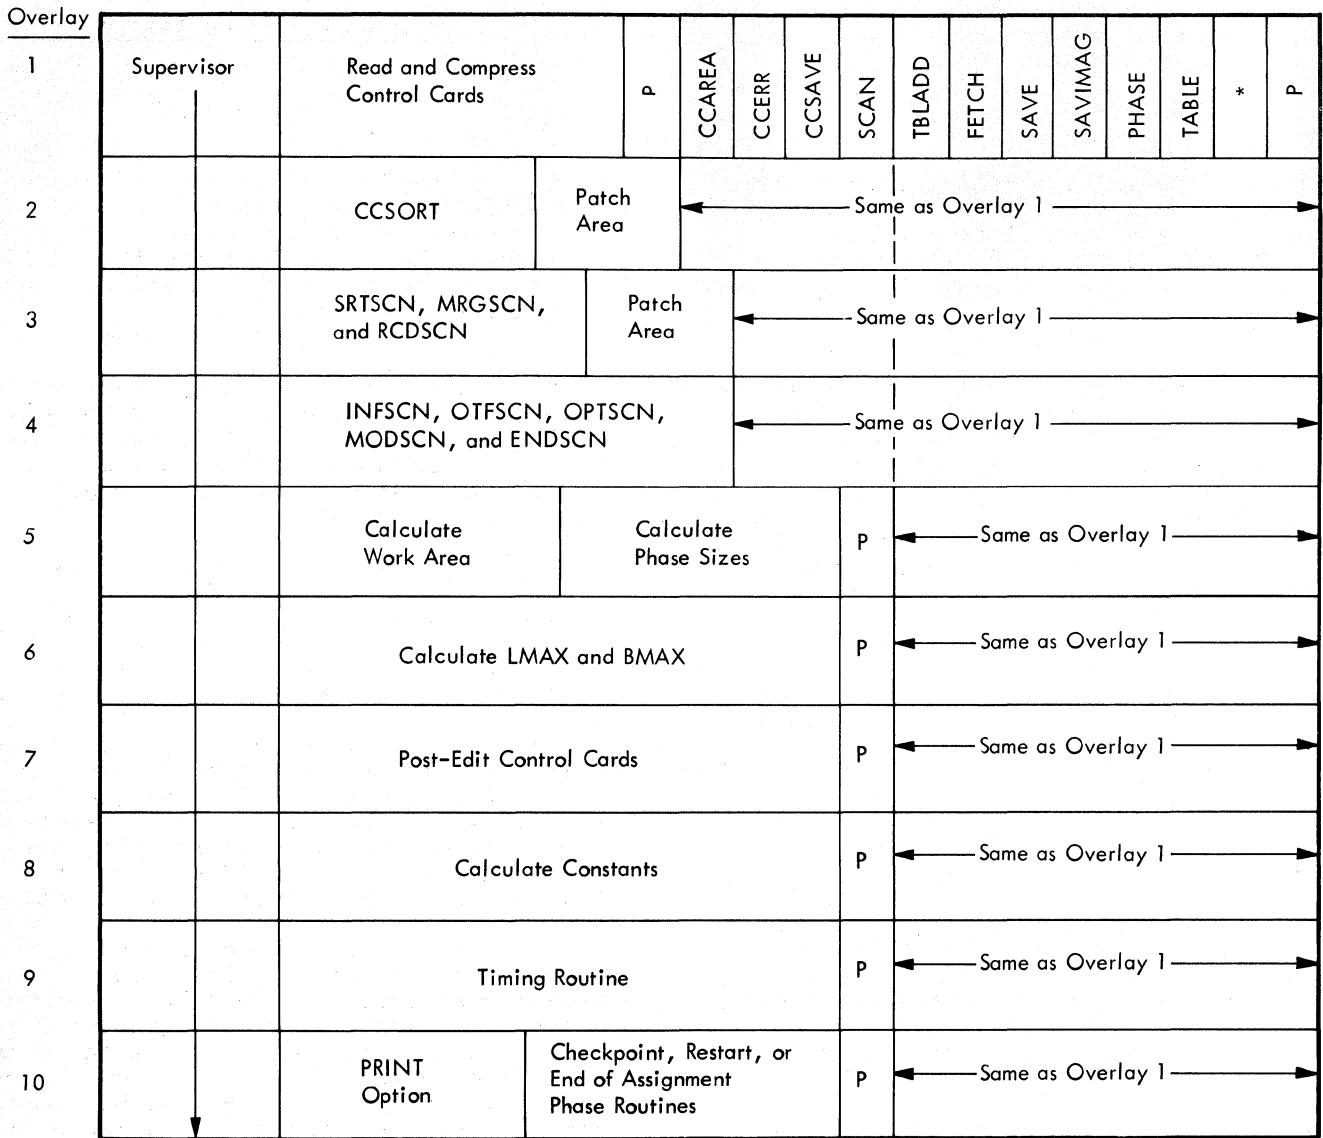 Overlay
1
Supervisor
Read and Compress
Control Cards
P
CCAREA
CCERR
CCSAVE
SCAN
TBLADD
FETCH
SAVE
SAVIMAG
PHASE
TABLE
*
P
2
CCSORT
Patch
Area
Same as Overlay 1
3
SRTSCN, MRGSCN,
and RCDSCN
Patch
Area
Same as Overlay 1
4
INFSCN, OTFSCN, OPTSCN,
MODSCN, and ENDSCN
Same as Overlay 1
5
Calculate
Work Area
Calculate
Phase Sizes
P
Same as Overlay 1
6
Calculate LMAX and BMAX
P
Same as Overlay 1
7
Post-Edit Control Cards
P
Same as Overlay 1
8
Calculate Constants
P
Same as Overlay 1
9
Timing Routine
P
Same as Overlay 1
10
PRINT
Option
Checkpoint, Restart, or
End of Assignment
Phase Routines
P
Same as Overlay 1